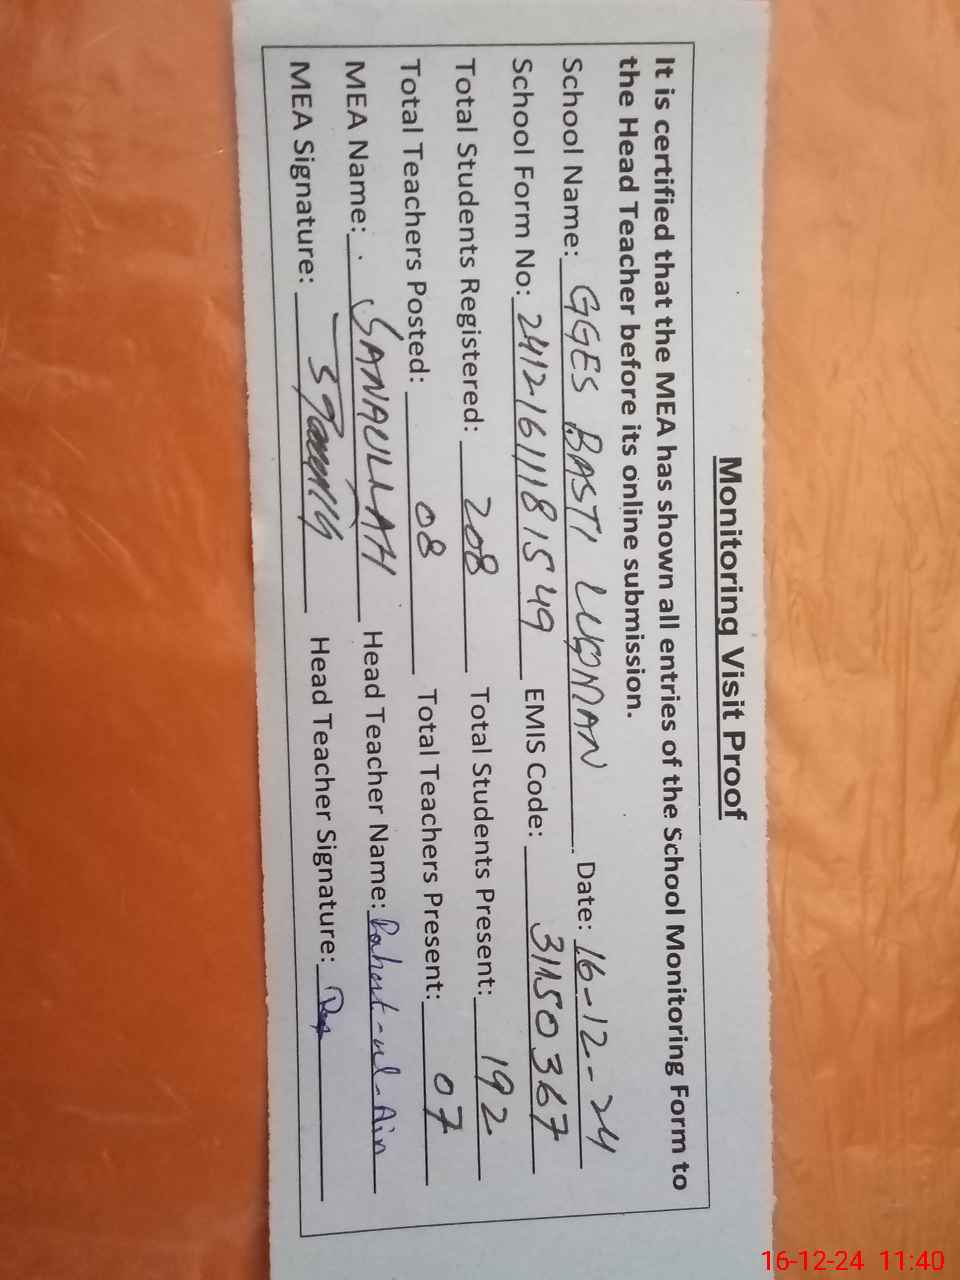 Monitoring Visit Proof
It is certified that the MEA has shown all entries of the School Monitoring Form to
the Head Teacher before its online submission.
School Name: GGES BASTI LUQMAN Date: 16-12-24
School Form No: 24121611181549 EMIS Code: 31150367
Total Students Registered: 208 Total Students Present: 192
Total Teachers Posted: 08 Total Teachers Present: 07
MEA Name: SANAULLAH Head Teacher Name: Rahat-ul-Ain
MEA Signature: Head Teacher Signature:
16-12-24 11:40